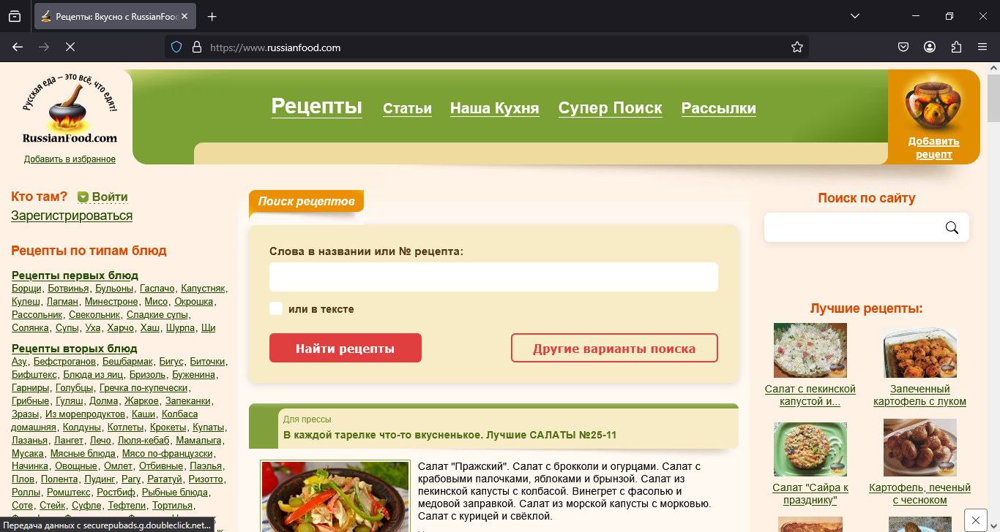 Рецепты: Вкусно с RussianFood
https://www.russianfood.com
Русская еда – это всё, что едят!
RussianFood.com
Добавить в избранное
Рецепты Статьи Наша Кухня Супер Поиск Рассылки
Добавить
рецепт
Кто там? Войти
Зарегистрироваться
Рецепты по типам блюд
Рецепты первых блюд
Борщи, Ботвинья, Бульоны, Гаспачо, Капустняк,
Кулеш, Лагман, Минестроне, Мисо, Окрошка,
Рассольник, Свекольник, Сладкие супы,
Солянка, Супы, Уха, Харчо, Хаш, Шурпа, Щи
Рецепты вторых блюд
Азу, Бефстроганов, Бешбармак, Бигус, Биточки,
Бифштекс, Блюда из яиц, Бризоль, Буженина,
Гарниры, Голубцы, Гречка по-купечески,
Грибные, Гуляш, Долма, Жаркое, Запеканки,
Зразы, Из морепродуктов, Каши, Колбаса
домашняя, Колдуны, Котлеты, Крокеты, Купаты,
Лазанья, Лангет, Лечо, Люля-кебаб, Мамалыга,
Мусака, Мясные блюда, Мясо по-французски,
Начинка, Овощные, Омлет, Отбивные, Паэлья,
Плов, Полента, Пудинг, Рагу, Рататуй, Ризотто,
Роллы, Ромштекс, Ростбиф, Рыбные блюда,
Соте, Стейк, Суфле, Тефтели, Тортилья,
Передача данных с securepubads.g.doubleclick.net...
Поиск рецептов
Слова в названии или № рецепта:
или в тексте
Найти рецепты
Другие варианты поиска
Для прессы
В каждой тарелке что-то вкусненькое. Лучшие САЛАТЫ №25-11
Салат "Пражский". Салат с брокколи и огурцами. Салат с
крабовыми палочками, яблоками и брынзой. Салат из
пекинской капусты с колбасой. Винегрет с фасолью и
медовой заправкой. Салат из морской капусты с морковью.
Салат с курицей и свёклой.
Поиск по сайту
Лучшие рецепты:
Салат с пекинской
капустой и...
Запеченный
картофель с луком
Салат "Сайра к
празднику"
Картофель, печеный
с чесноком